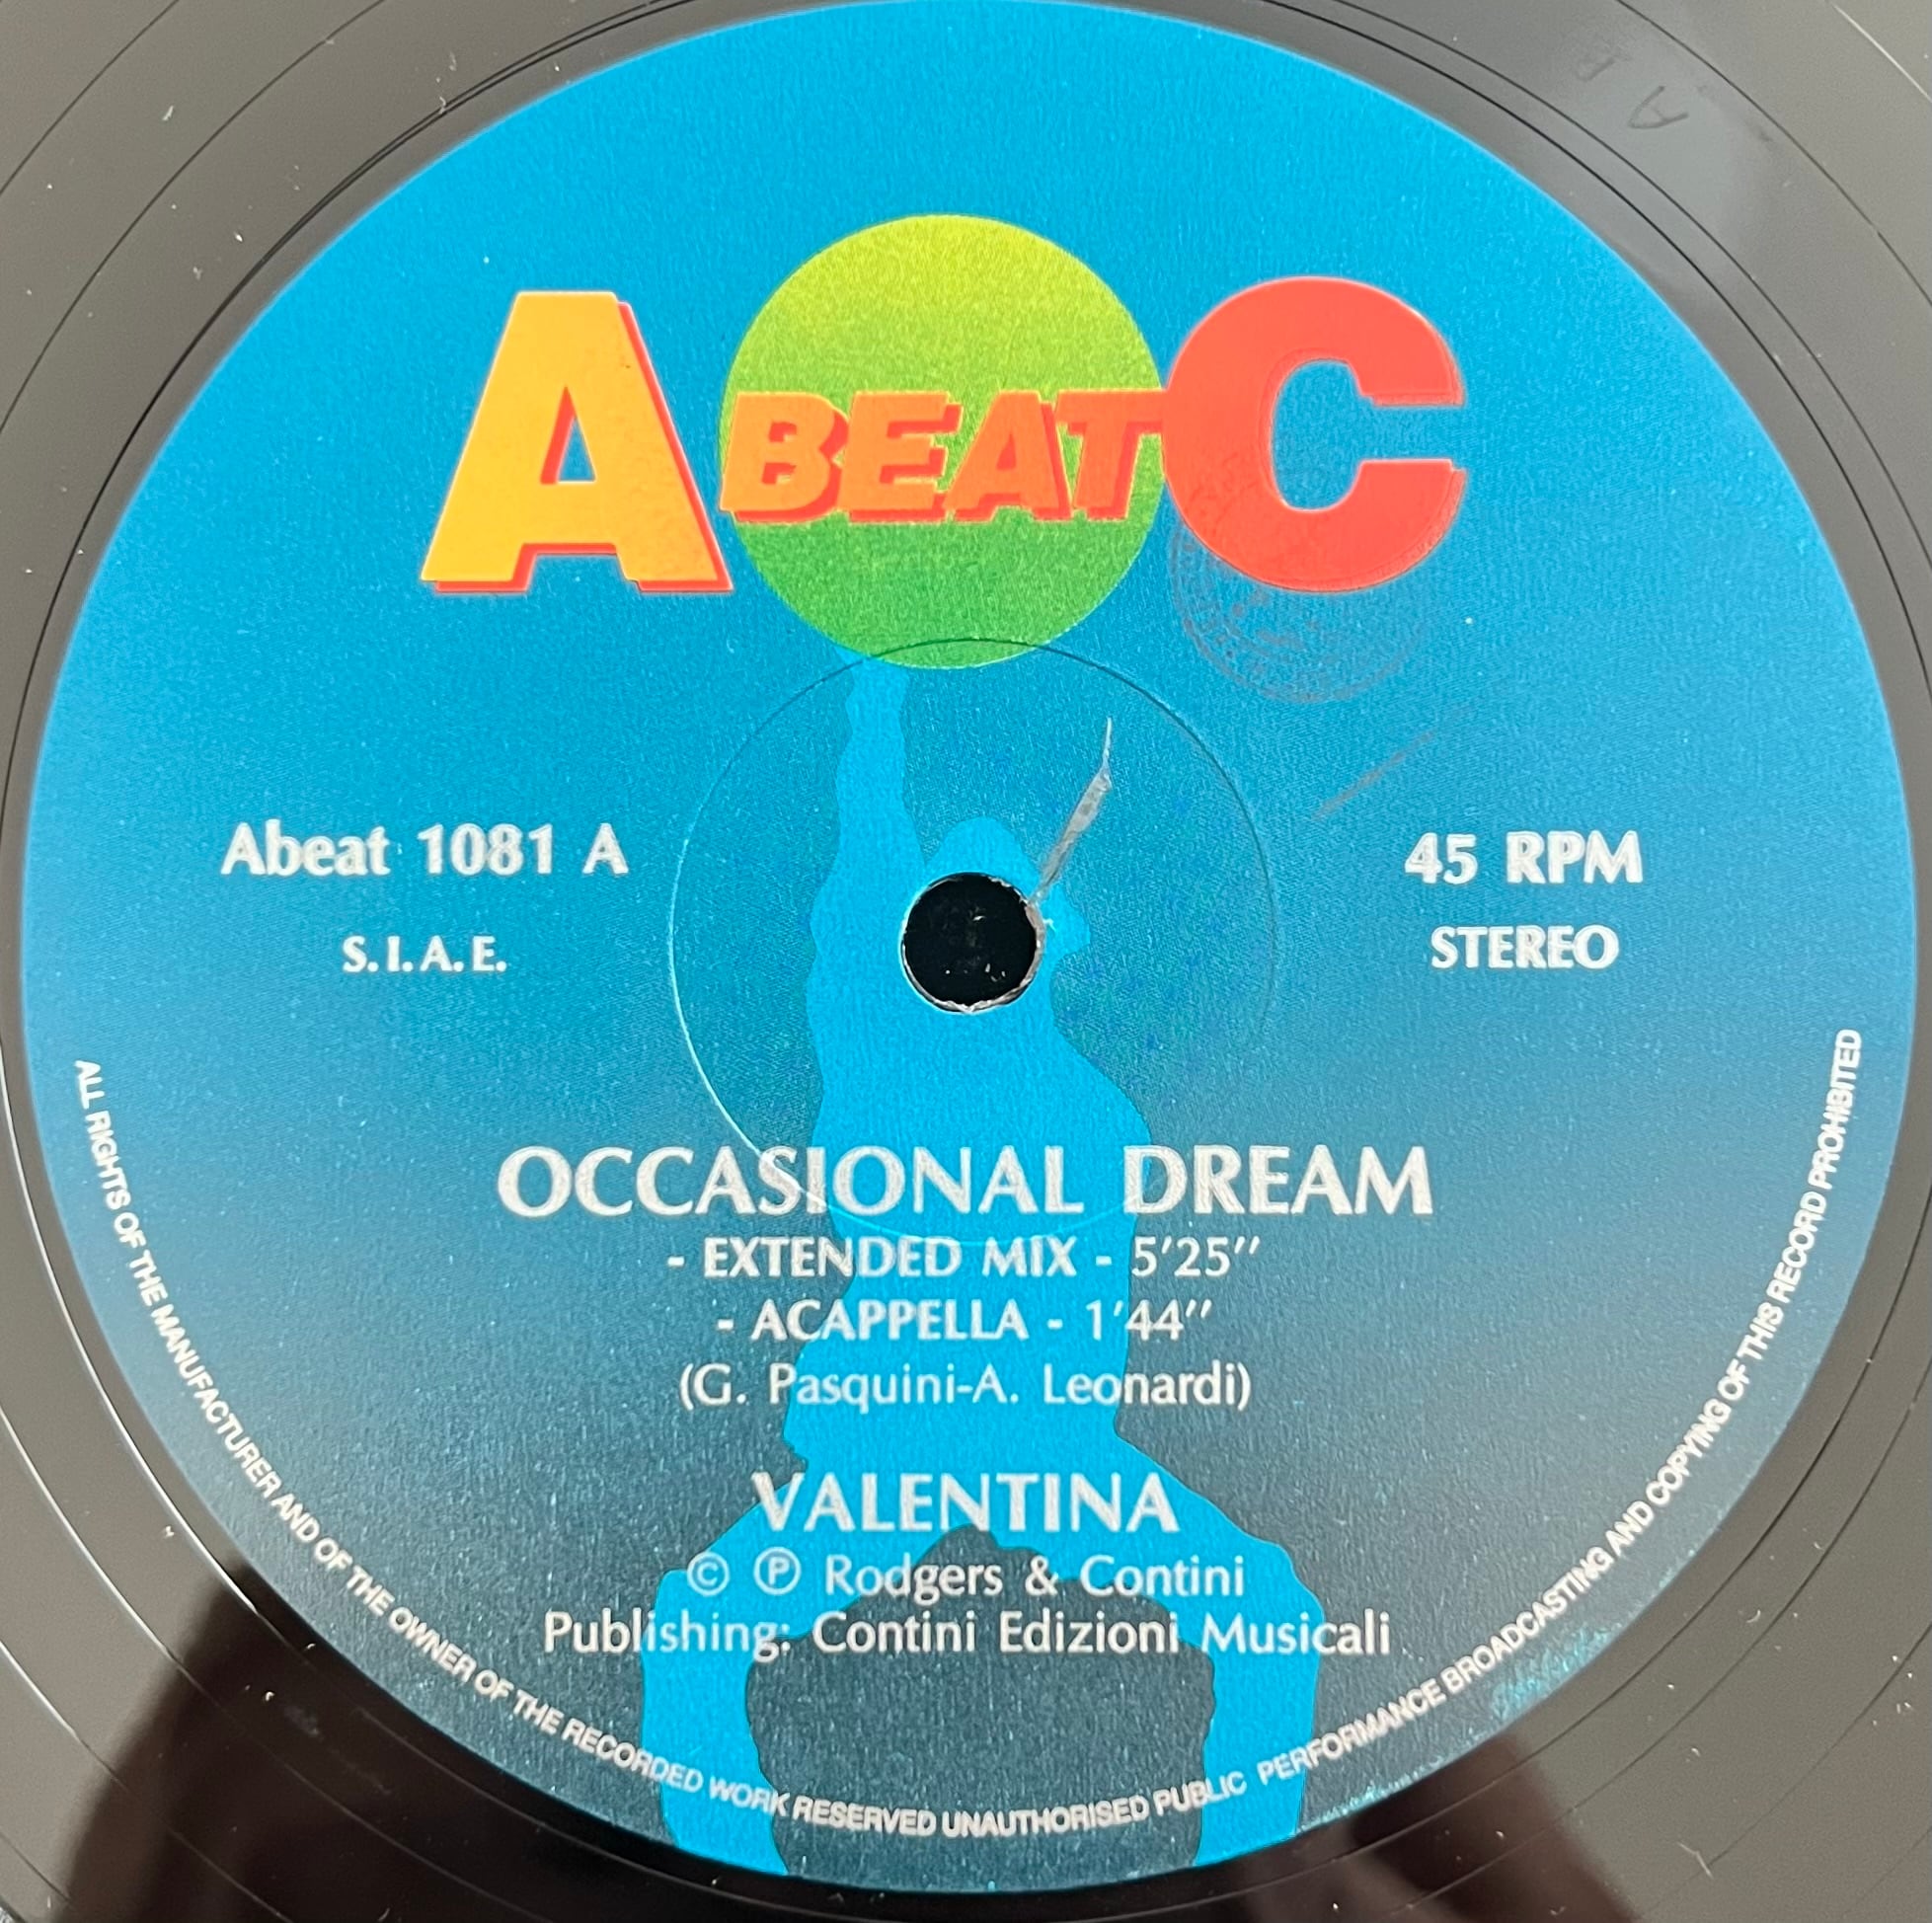 A BEAT C
Abeat 1081 A
45 RPM
S.I.A.E.
STEREO
OCCASIONAL DREAM
- EXTENDED MIX - 5'25''
- ACAPPELLA - 1'44''
(G. Pasquini-A. Leonardi)
VALENTINA
© ℗ Rodgers & Contini
Publishing: Contini Edizioni Musicali
ALL RIGHTS OF THE MANUFACTURER AND OF THE OWNER OF THE RECORDED WORK RESERVED UNAUTHORISED PUBLIC PERFORMANCE BROADCASTING AND COPYING OF THIS RECORD PROHIBITED